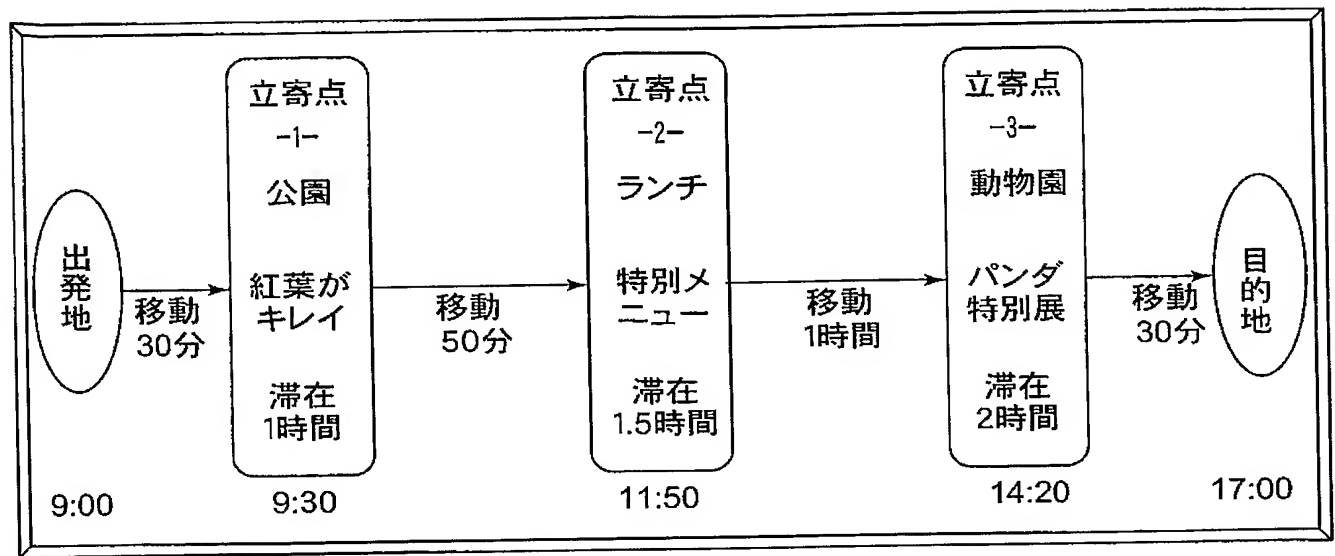 出発地
移動
30分
立寄点
-1-
公園
紅葉が
キレイ
滞在
1時間
移動
50分
立寄点
-2-
ランチ
特別メ
ニュー
滞在
1.5時間
移動
1時間
立寄点
-3-
動物園
パンダ
特別展
滞在
2時間
移動
30分
目的地
9:00
9:30
11:50
14:20
17:00